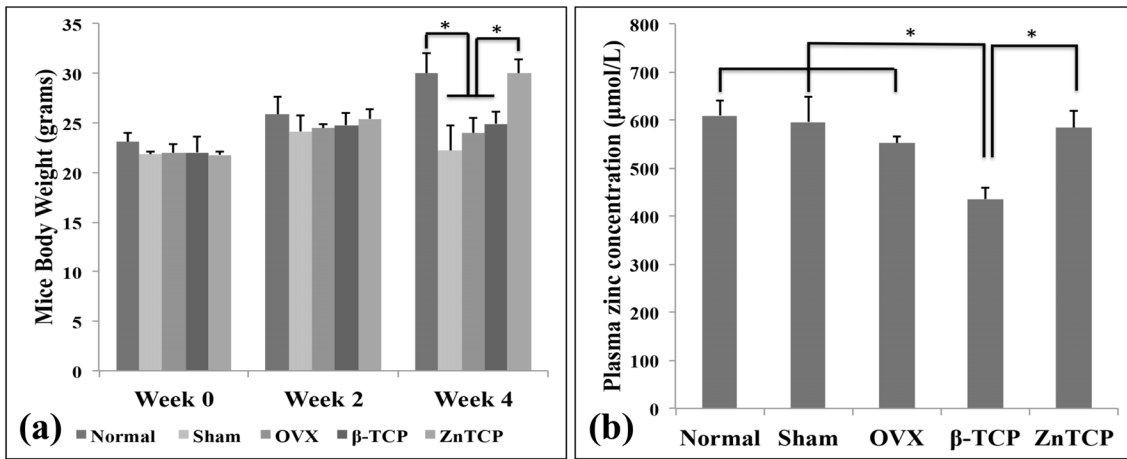 Mice Body Weight (grams)
35
30
25
20
15
10
5
0
* *
Week 0 Week 2 Week 4
Normal Sham OVX β-TCP ZnTCP
(a)
Plasma zinc concentration (µmol/L)
800
700
600
500
400
300
200
100
0
* *
Normal Sham OVX β-TCP ZnTCP
(b)